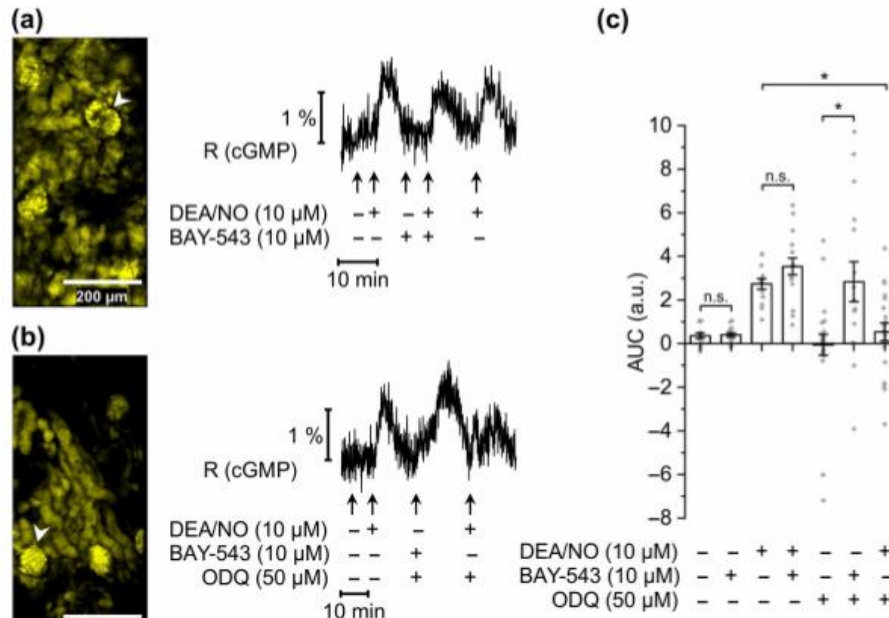 (a)
200 µm
1 %
R (cGMP)
DEA/NO (10 µM) – + – + +
BAY-543 (10 µM) – – + + –
10 min
(b)
1 %
R (cGMP)
DEA/NO (10 µM) – + – +
BAY-543 (10 µM) – – + –
ODQ (50 µM) – – + +
10 min
(c)
*
*
n.s.
n.s.
AUC (a.u.)
10
8
6
4
2
0
−2
−4
−6
−8
DEA/NO (10 µM) – – + + – – +
BAY-543 (10 µM) – + – + – + –
ODQ (50 µM) – – – – + + +